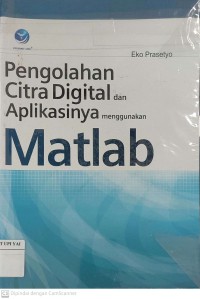 Eko Prasetyo
Pengolahan
Citra Digital dan
Aplikasinya menggunakan
Matlab